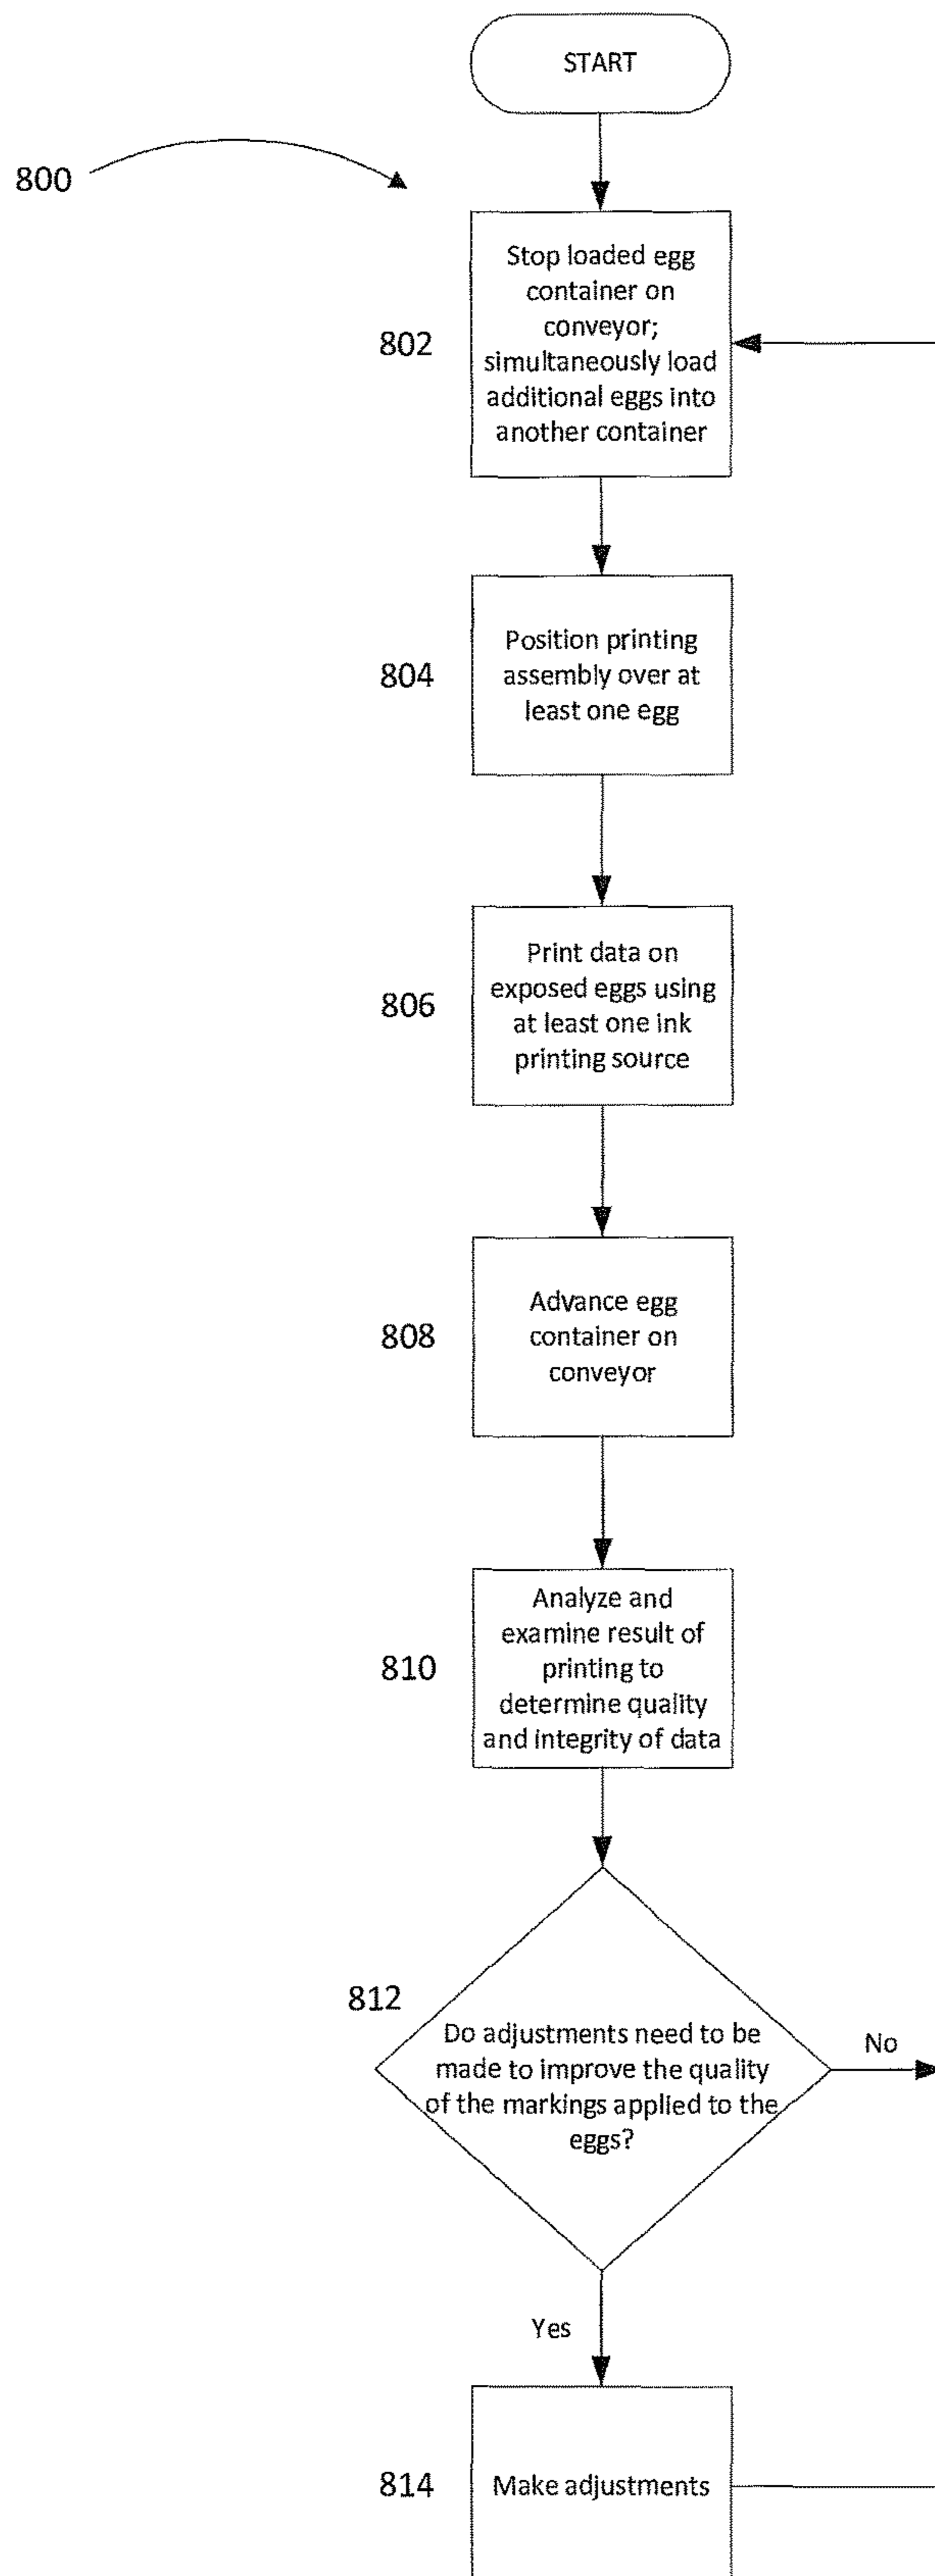 START
800
802
Stop loaded egg
container on
conveyor;
simultaneously load
additional eggs into
another container
804
Position printing
assembly over at
least one egg
806
Print data on
exposed eggs using
at least one ink
printing source
808
Advance egg
container on
conveyor
810
Analyze and
examine result of
printing to
determine quality
and integrity of data
812
Do adjustments need to be
made to improve the quality
of the markings applied to the
eggs?
No
Yes
814
Make adjustments